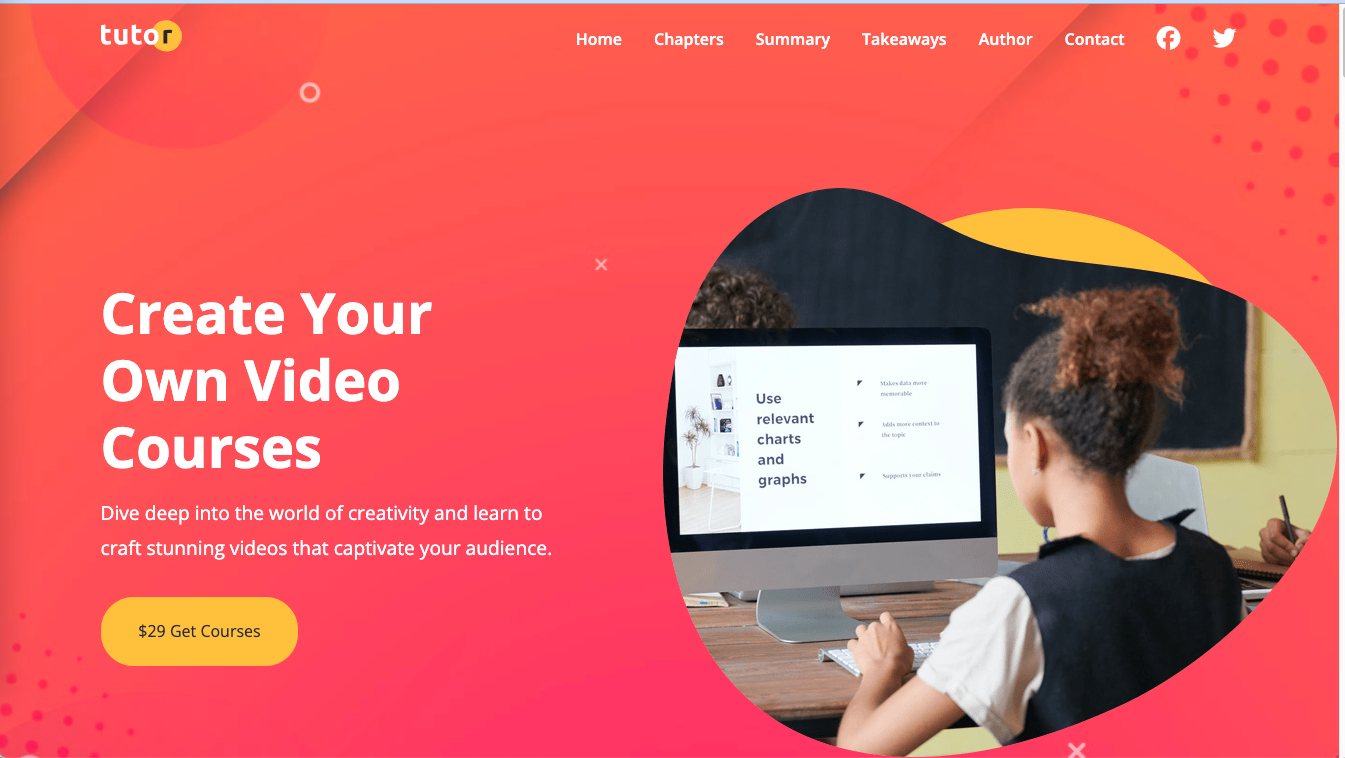 tutor
Home Chapters Summary Takeaways Author Contact
Create Your
Own Video
Courses
Dive deep into the world of creativity and learn to
craft stunning videos that captivate your audience.
$29 Get Courses
Use
relevant
charts
and
graphs
Makes data more
memorable
Adds more context to
the topic
Supports your claims